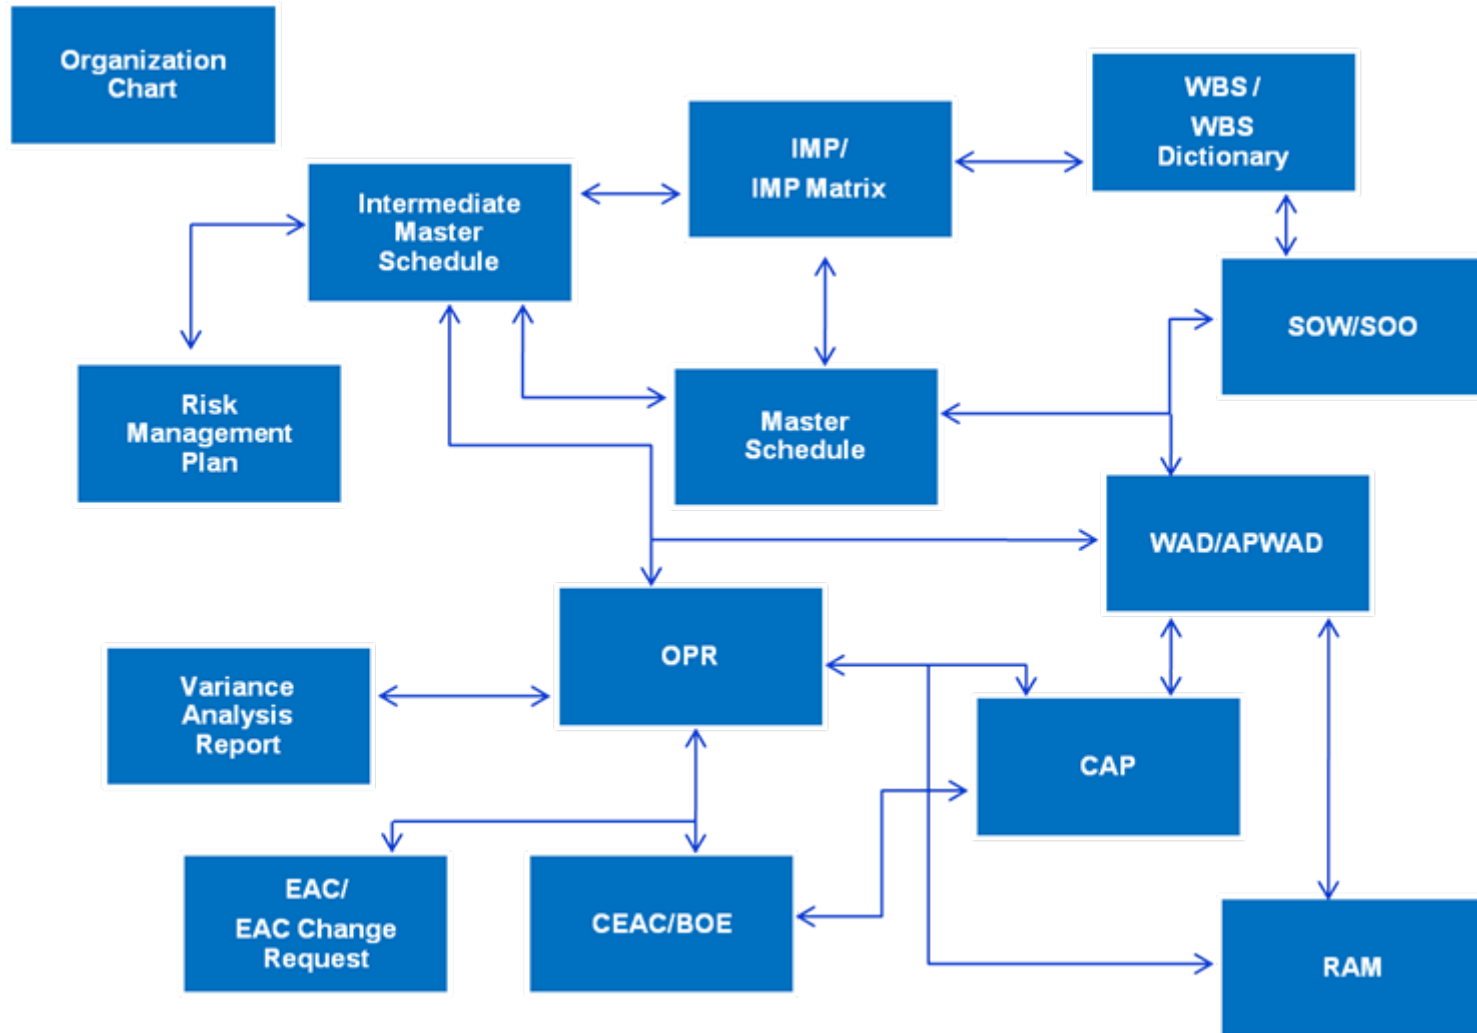 Organization
Chart
WBS /
WBS
Dictionary
IMP/
IMP Matrix
Intermediate
Master
Schedule
SOW/SOO
Risk
Management
Plan
Master
Schedule
WAD/APWAD
OPR
Variance
Analysis
Report
CAP
EAC/
EAC Change
Request
CEAC/BOE
RAM